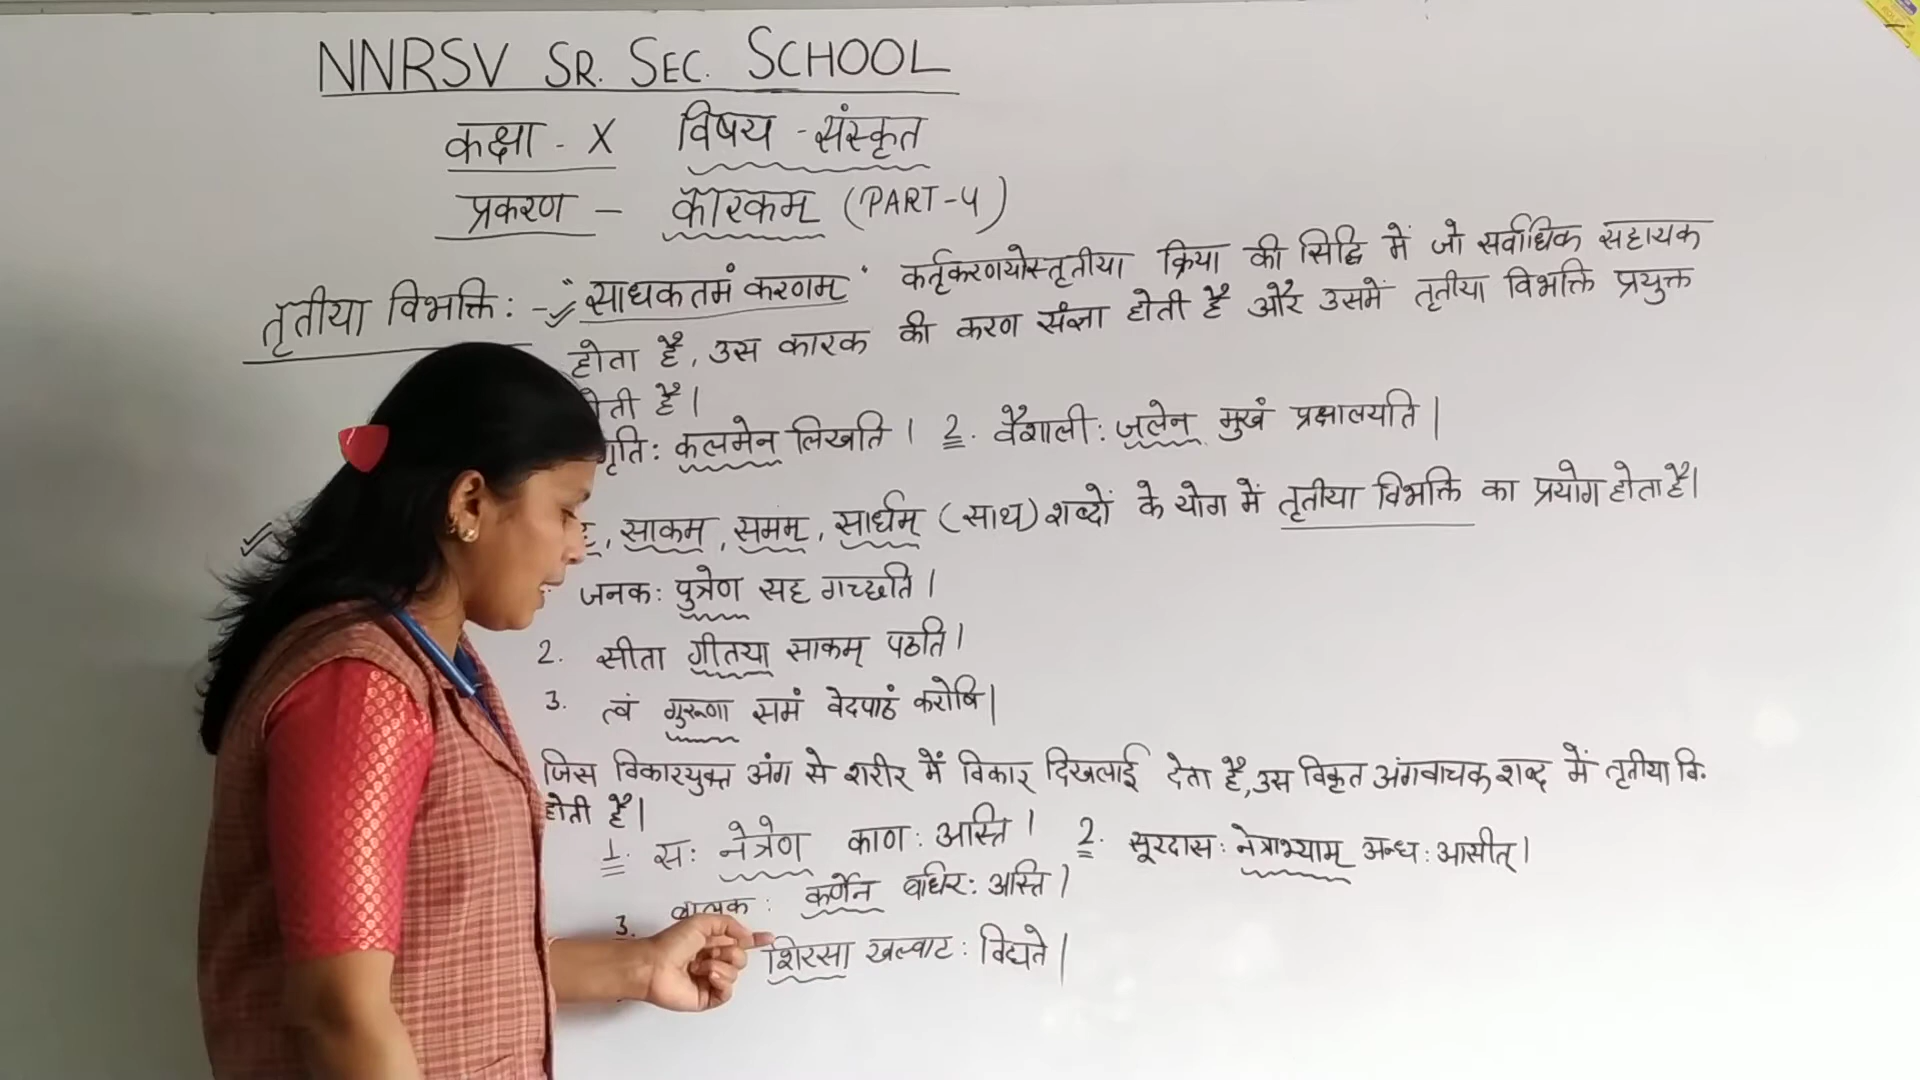 NNRSV SR. SEC. SCHOOL
कक्षा - X विषय - संस्कृत
प्रकरण - कारकम् (PART-4)
तृतीया विभक्ति: - "साधकतमं करणम्" कर्तृकरणयोस्तृतीया क्रिया की सिद्धि में जो सर्वाधिक सहायक
होता है, उस कारक की करण संज्ञा होती है और उसमें तृतीया विभक्ति प्रयुक्त
है।
कलमेन लिखति। 2. वैशाली: जलेन मुखं प्रक्षालयति।
, साकम्, समम्, सार्धम् (साथ) शब्दों के योग में तृतीया विभक्ति का प्रयोग होता है।
जनक: पुत्रेण सह गच्छति।
2. सीता गीतया साकम् पठति।
3. त्वं गुरुणा समं वेदपाठं करोषि।
जिस विकारयुक्त अंग से शरीर में विकार दिखलाई देता है, उस विकृत अंगवाचक शब्द में तृतीया वि.
होती है।
1. स: नेत्रेण काण: अस्ति। 2. सूरदास: नेत्राभ्याम् अन्ध: आसीत्।
3. बालक: कर्णेन बधिर: अस्ति।
शिरसा खल्वाट: विद्यते।